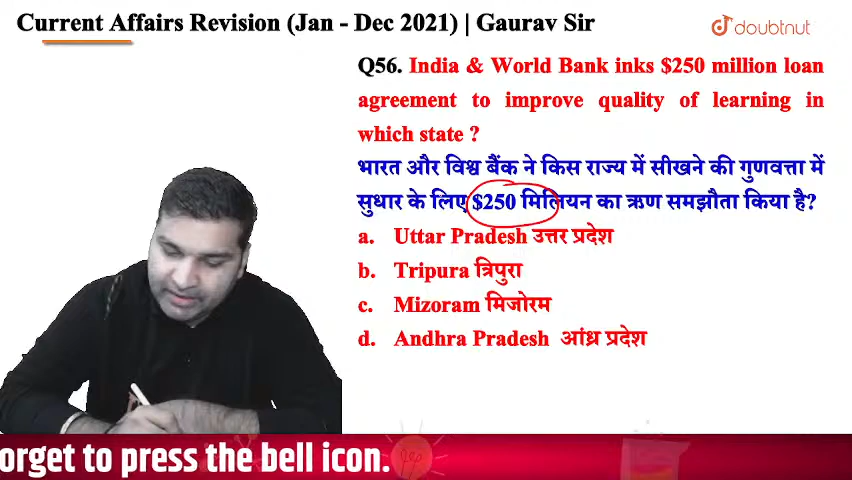 Current Affairs Revision (Jan - Dec 2021) | Gaurav Sir
doubtnut
Q56. India & World Bank inks $250 million loan
agreement to improve quality of learning in
which state ?
भारत और विश्व बैंक ने किस राज्य में सीखने की गुणवत्ता में
सुधार के लिए $250 मिलियन का ऋण समझौता किया है?
a. Uttar Pradesh उत्तर प्रदेश
b. Tripura त्रिपुरा
c. Mizoram मिजोरम
d. Andhra Pradesh आंध्र प्रदेश
orget to press the bell icon.